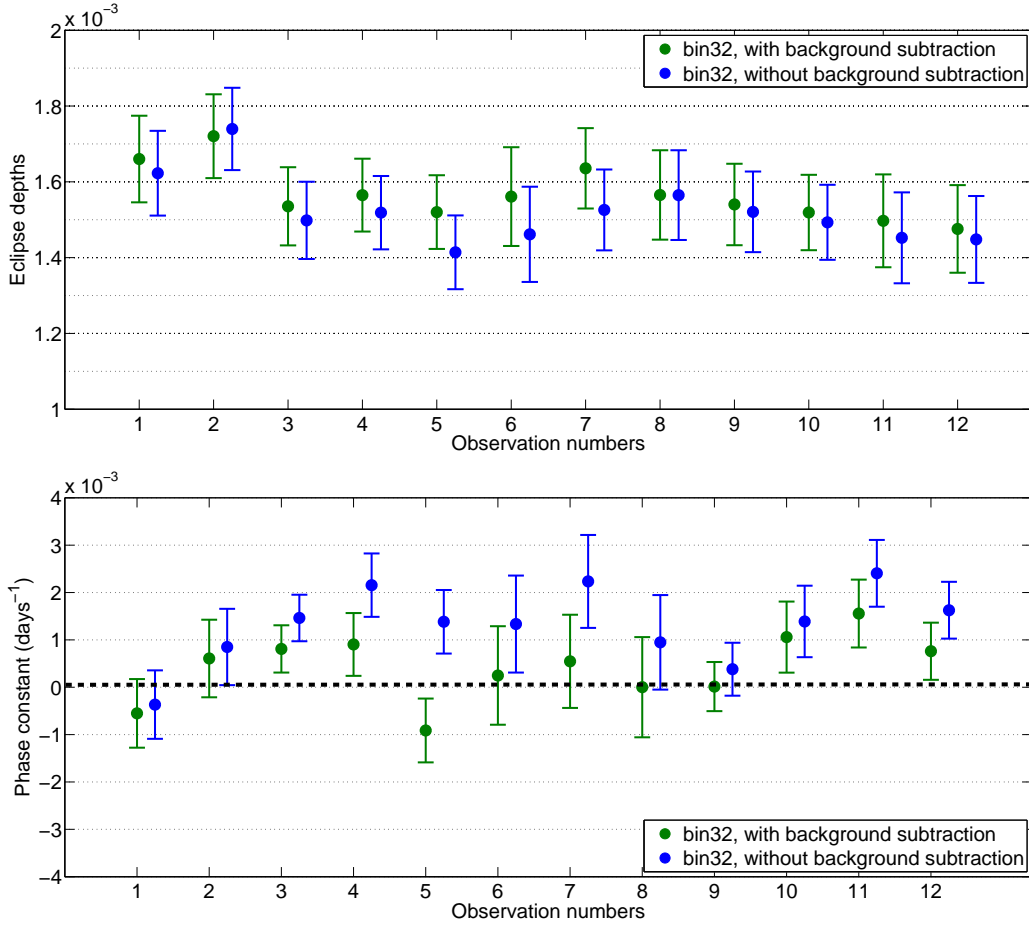 x 10⁻³
2
1.8
1.6
1.4
1.2
1
Eclipse depths
bin32, with background subtraction
bin32, without background subtraction
1 2 3 4 5 6 7 8 9 10 11 12
Observation numbers
x 10⁻³
4
3
2
1
0
−1
−2
−3
−4
Phase constant (days⁻¹)
bin32, with background subtraction
bin32, without background subtraction
1 2 3 4 5 6 7 8 9 10 11 12
Observation numbers